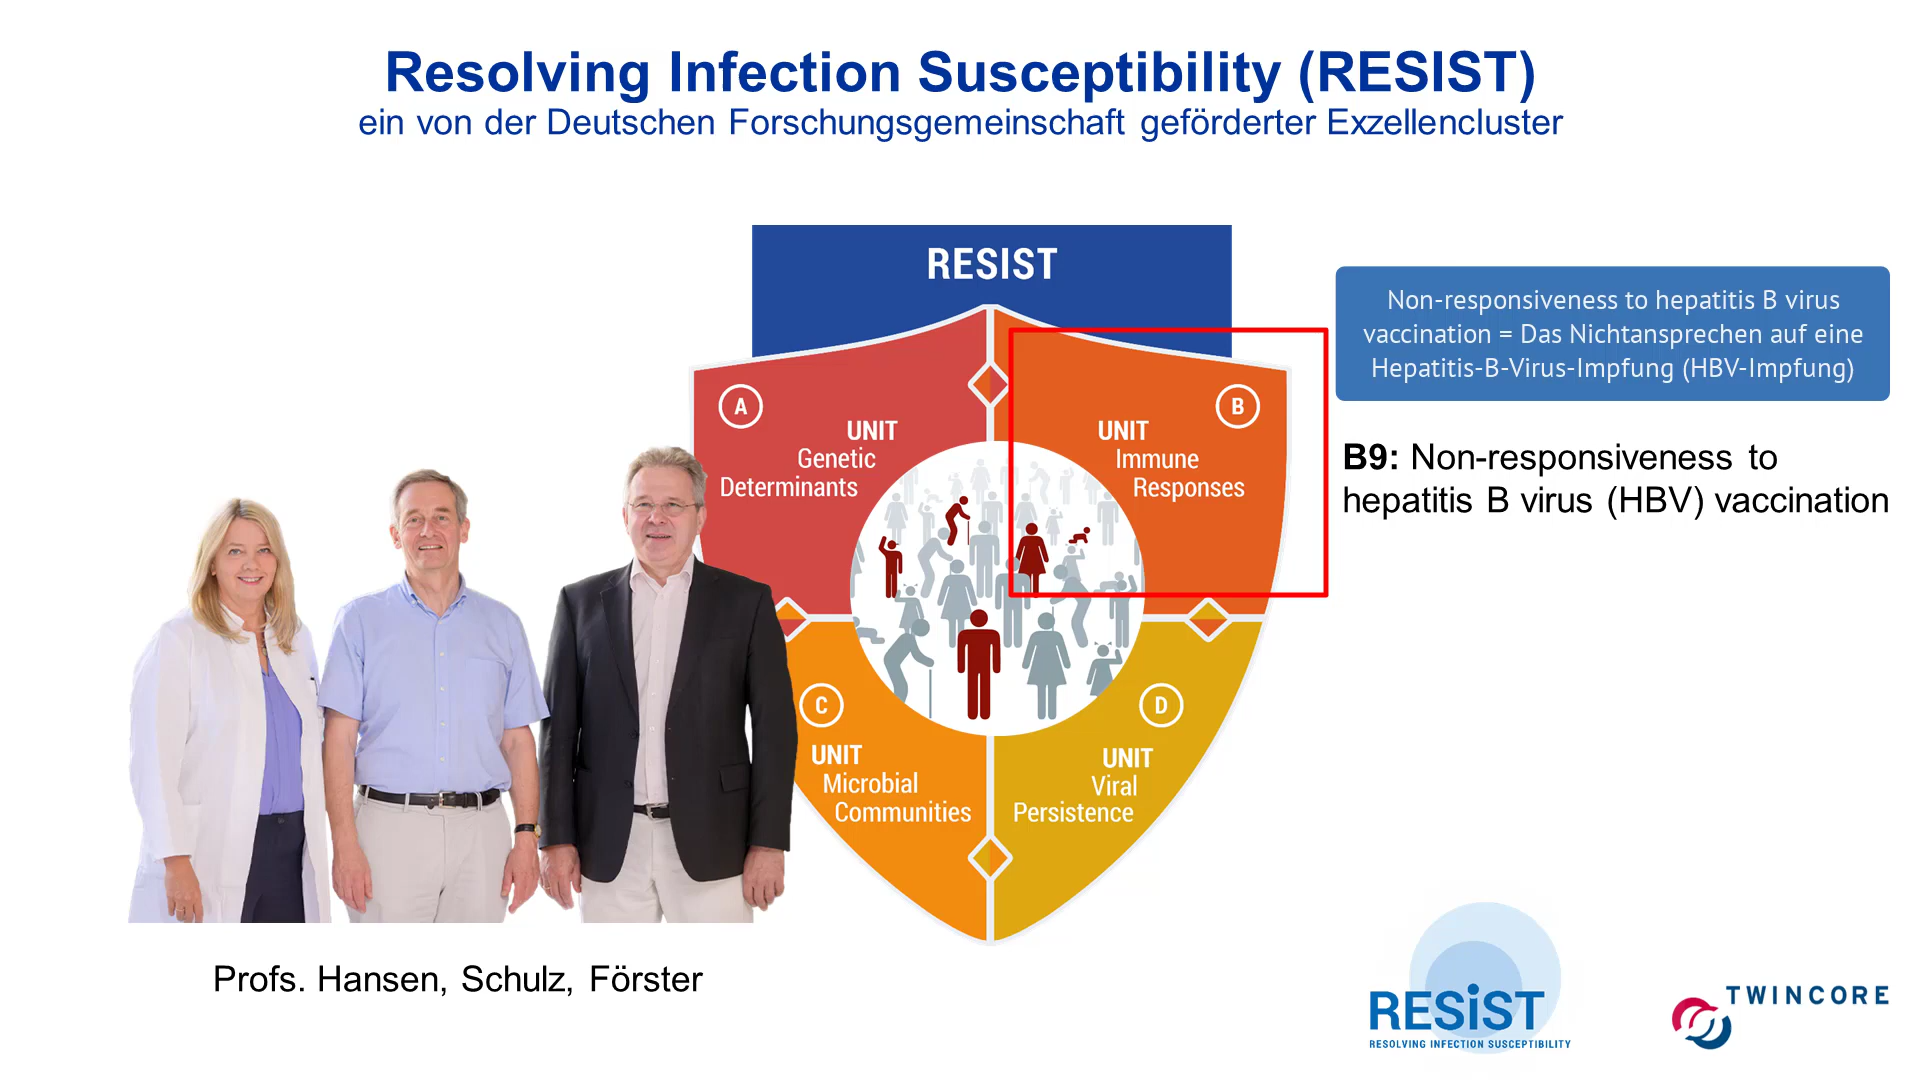 Resolving Infection Susceptibility (RESIST)
ein von der Deutschen Forschungsgemeinschaft geförderter Exzellencluster
RESIST
A
UNIT
Genetic
Determinants
B
UNIT
Immune
Responses
C
UNIT
Microbial
Communities
D
UNIT
Viral
Persistence
Non-responsiveness to hepatitis B virus
vaccination = Das Nichtansprechen auf eine
Hepatitis-B-Virus-Impfung (HBV-Impfung)
B9: Non-responsiveness to
hepatitis B virus (HBV) vaccination
Profs. Hansen, Schulz, Förster
RESiST
RESOLVING INFECTION SUSCEPTIBILITY
TWINCORE